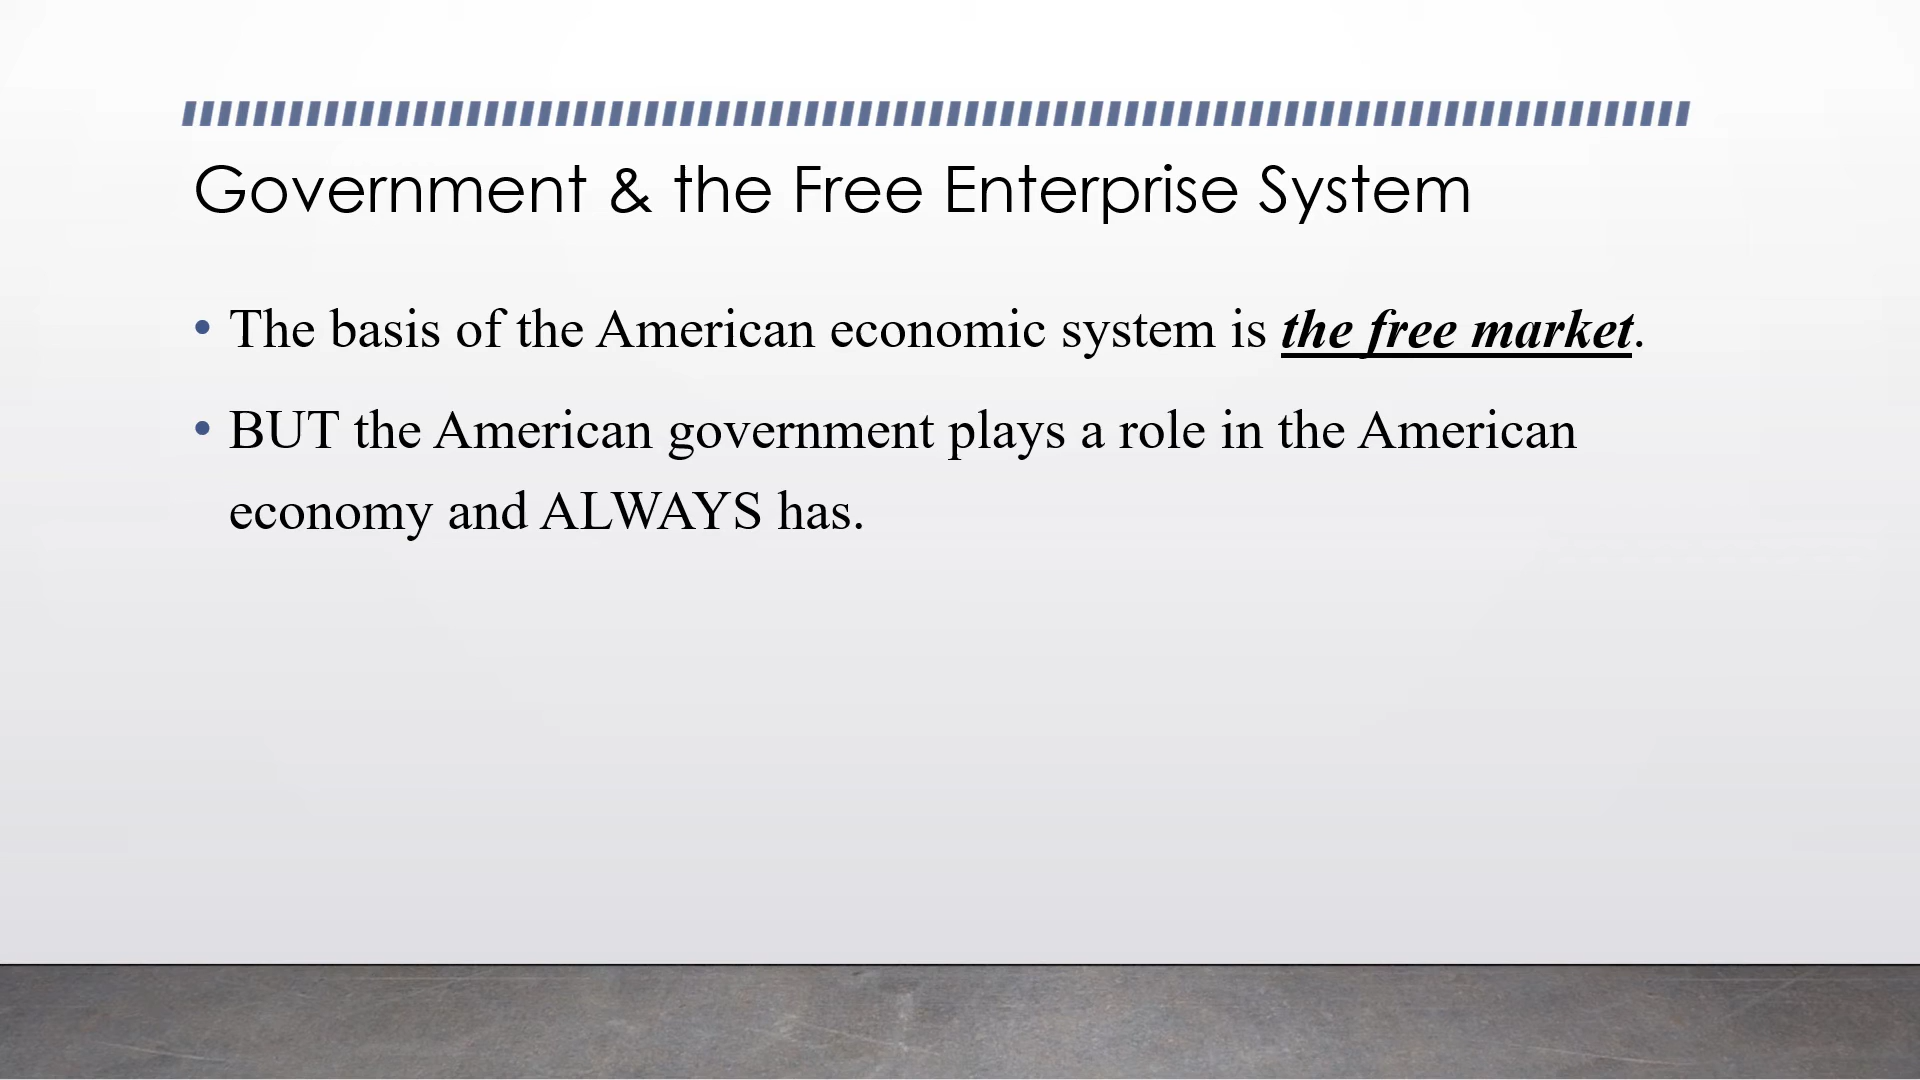 Government & the Free Enterprise System
• The basis of the American economic system is the free market.
• BUT the American government plays a role in the American
economy and ALWAYS has.